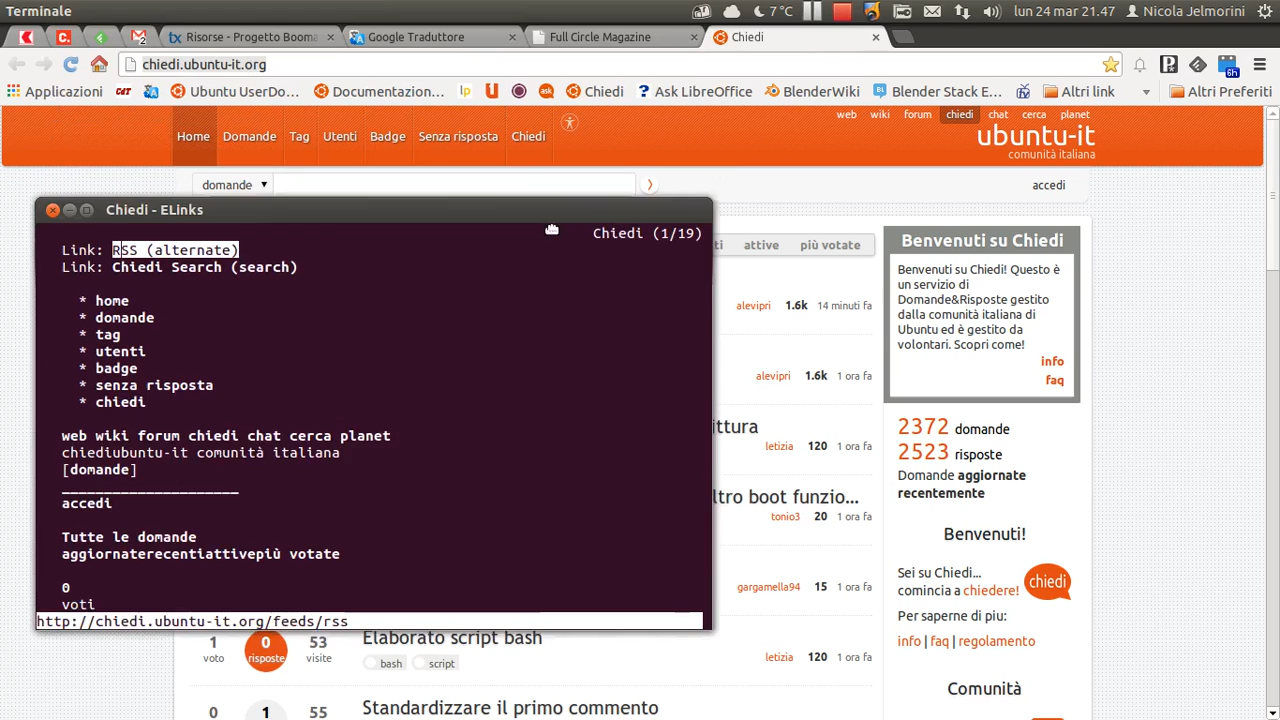 Terminale
7 °C
lun 24 mar 21.47
Nicola Jelmorini
2
Risorse - Progetto Booma
Google Traduttore
Full Circle Magazine
Chiedi
chiedi.ubuntu-it.org
6h
Applicazioni
CAT
Ubuntu UserDo...
Documentazion...
lp
U
ask
Chiedi
Ask LibreOffice
BlenderWiki
Blender Stack E...
tv
Altri link
Altri Preferiti
web wiki forum chiedi chat cerca planet
Home Domande Tag Utenti Badge Senza risposta Chiedi
ubuntu-it
comunità italiana
domande
accedi
Chiedi - ELinks
Chiedi (1/19)
Link: RSS (alternate)
Link: Chiedi Search (search)
* home
* domande
* tag
* utenti
* badge
* senza risposta
* chiedi
web wiki forum chiedi chat cerca planet
chiediubuntu-it comunità italiana
[domande]
_____________________
accedi
Tutte le domande
aggiornaterecentiattivepiù votate
0
voti
http://chiedi.ubuntu-it.org/feeds/rss
ti attive più votate
alevipri 1.6k 14 minuti fa
alevipri 1.6k 1 ora fa
ittura
letizia 120 1 ora fa
ltro boot funzio...
tonio3 20 1 ora fa
gargamella94 15 1 ora fa
1 0 53
voto risposte visite
Elaborato script bash
bash script
letizia 120 1 ora fa
0 1 55
Standardizzare il primo commento
Benvenuti su Chiedi
Benvenuti su Chiedi! Questo è
un servizio di
Domande&Risposte gestito
dalla comunità italiana di
Ubuntu ed è gestito da
volontari. Scopri come!
info
faq
2372 domande
2523 risposte
Domande aggiornate
recentemente
Benvenuti!
Sei su Chiedi...
comincia a chiedere!
chiedi
Per saperne di piu:
info | faq | regolamento
Comunità